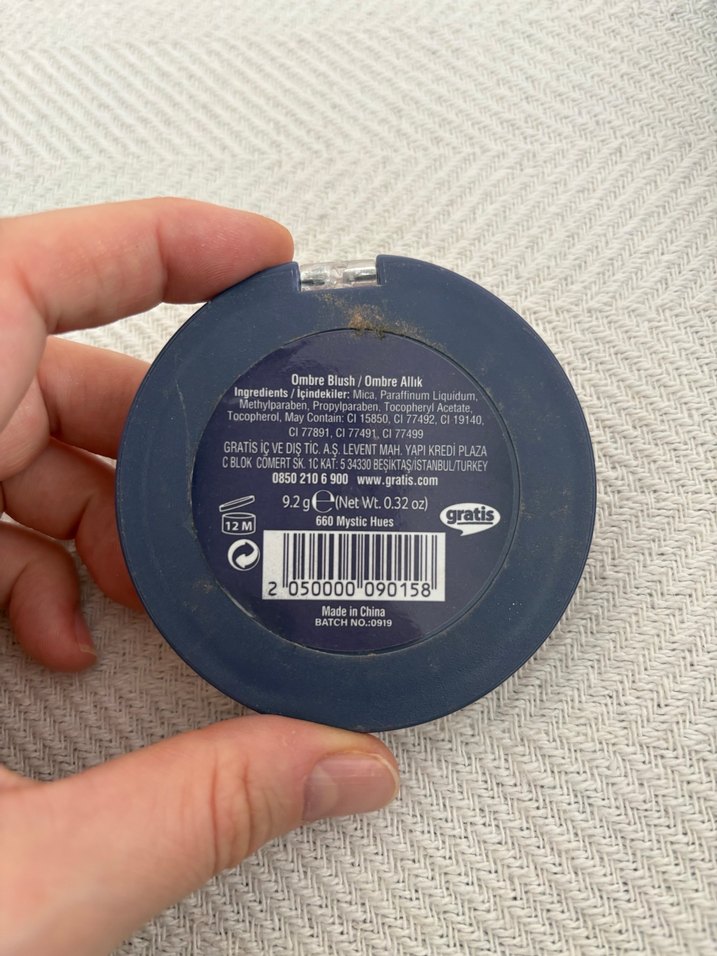 Ombre Blush / Ombre Allık
Ingredients / İçindekiler: Mica, Paraffinum Liquidum,
Methylparaben, Propylparaben, Tocopheryl Acetate,
Tocopherol, May Contain: CI 15850, CI 77492, CI 19140,
CI 77891, CI 77491, CI 77499
GRATİS İÇ VE DIŞ TİC. A.Ş. LEVENT MAH. YAPI KREDİ PLAZA
C BLOK CÖMERT SK. 1C KAT: 5 34330 BEŞİKTAŞ/İSTANBUL/TURKEY
0850 210 6 900 www.gratis.com
9.2 g ℮ (Net Wt. 0.32 oz)
12 M
660 Mystic Hues
gratis
2 050000 090158
Made in China
BATCH NO.:0919